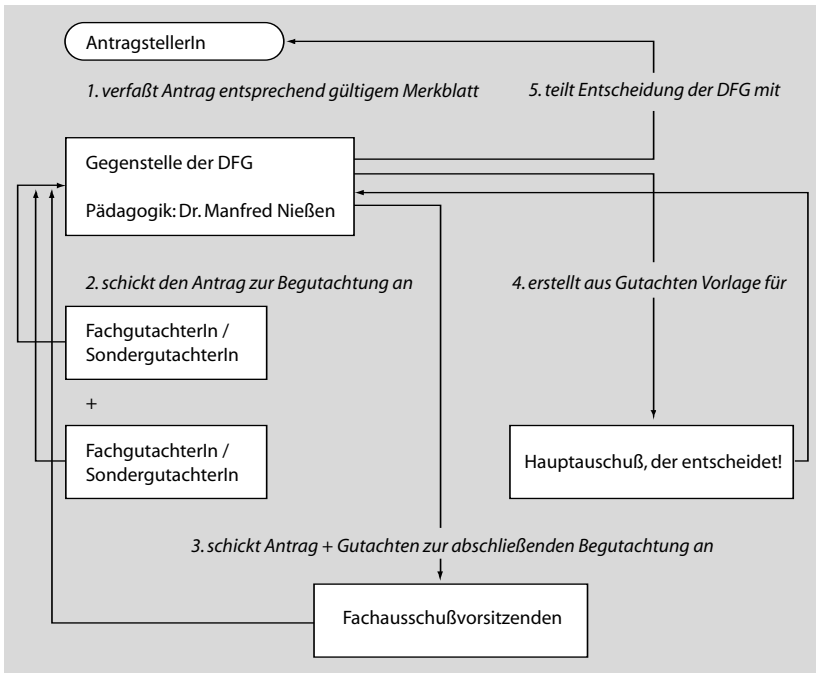 AntragstellerIn
1. verfaßt Antrag entsprechend gültigem Merkblatt
5. teilt Entscheidung der DFG mit
Gegenstelle der DFG
Pädagogik: Dr. Manfred Nießen
2. schickt den Antrag zur Begutachtung an
4. erstellt aus Gutachten Vorlage für
FachgutachterIn /
SondergutachterIn
+
FachgutachterIn /
SondergutachterIn
Hauptauschuß, der entscheidet!
3. schickt Antrag + Gutachten zur abschließenden Begutachtung an
Fachausschußvorsitzenden